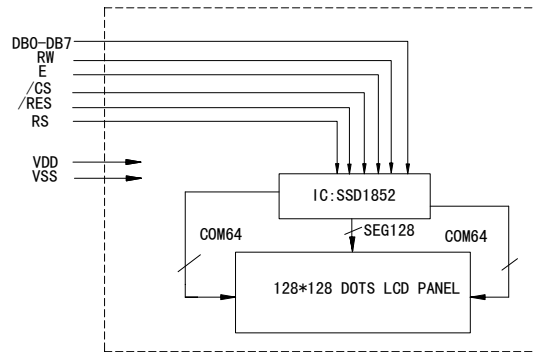 DB0-DB7
RW
E
/CS
/RES
RS
VDD
VSS
IC:SSD1852
SEG128
COM64
COM64
128*128 DOTS LCD PANEL